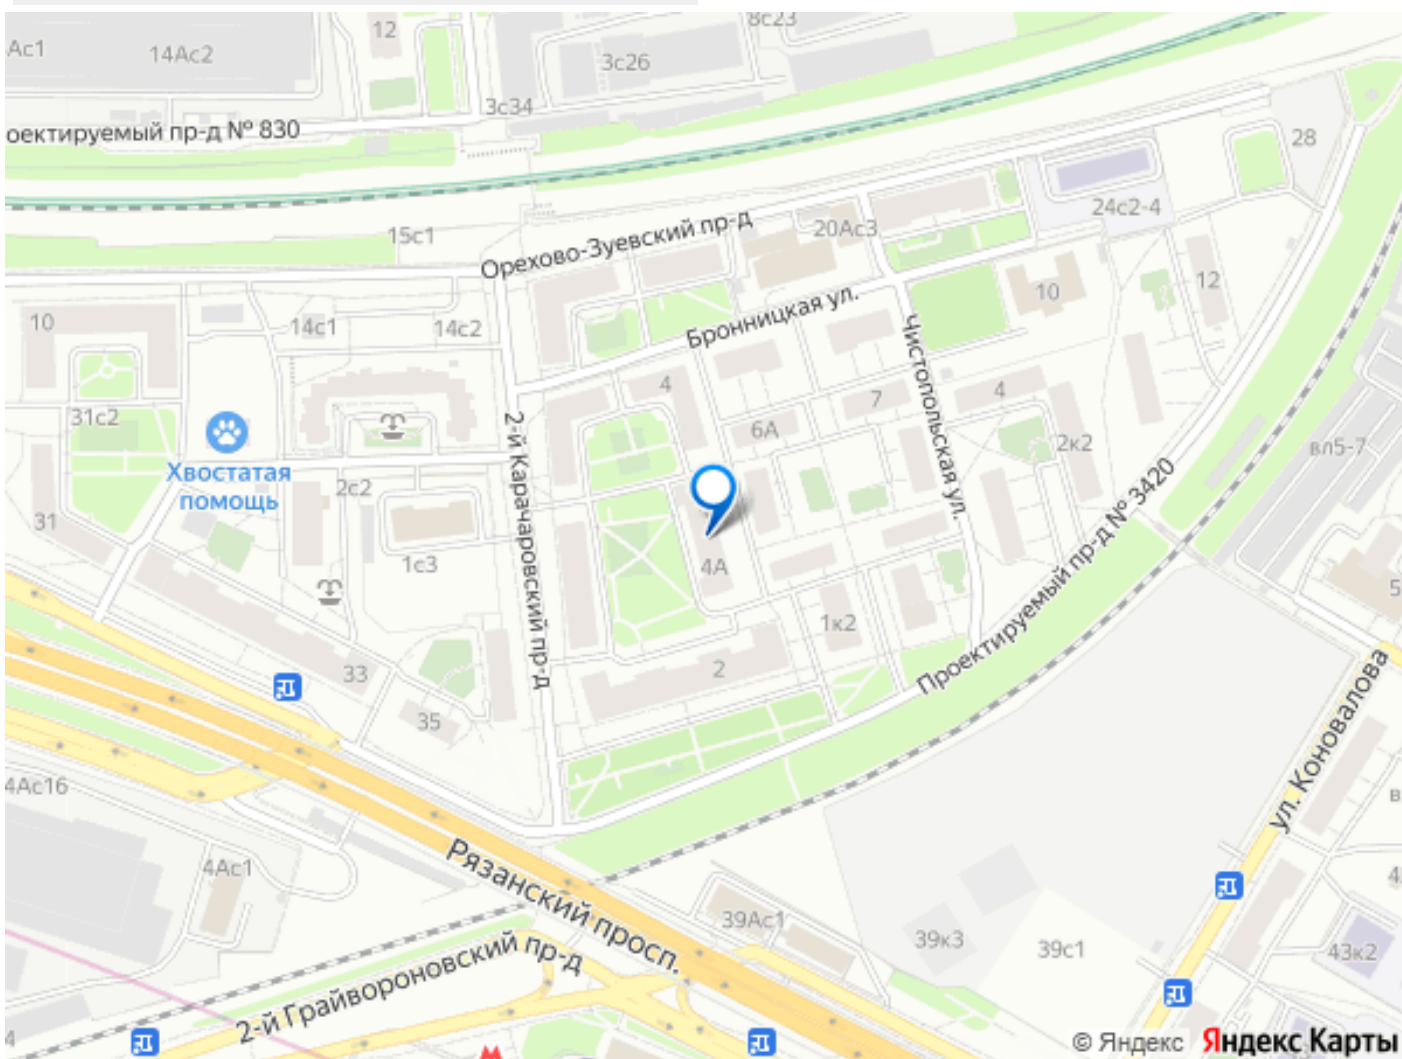 8с23
12
Ас1
14Ас2
3с26
3с34
оектируемый пр-д № 830
28
24с2-4
15с1
20Ас3
Орехово-Зуевский пр-д
12
10
10
14с1
14с2
Бронницкая ул.
Чистопольская ул.
4
7
4
31с2
6А
2к2
вл5-7
2-й Карачаровский пр-д
Хвостатая
помощь
2с2
31
1с3
4А
Проектируемый пр-д № 3420
5
1к2
33
2
35
ул. Коновалова
4Ас16
в
Рязанский просп.
4Ас1
4
39Ас1
39к3
39с1
43к2
2-й Грайвороновский пр-д
4
© Яндекс Яндекс Карты